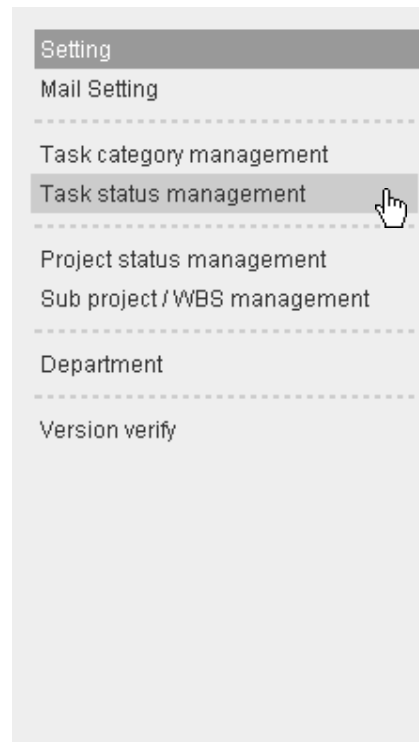 Setting
Mail Setting
Task category management
Task status management
Project status management
Sub project / WBS management
Department
Version verify